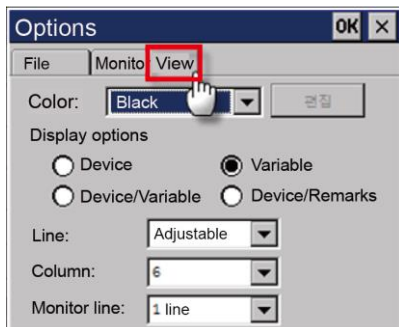 Options OK ×
File Monito View
Color: Black 편집
Display options
Device Variable
Device/Variable Device/Remarks
Line: Adjustable
Column: 6
Monitor line: 1 line